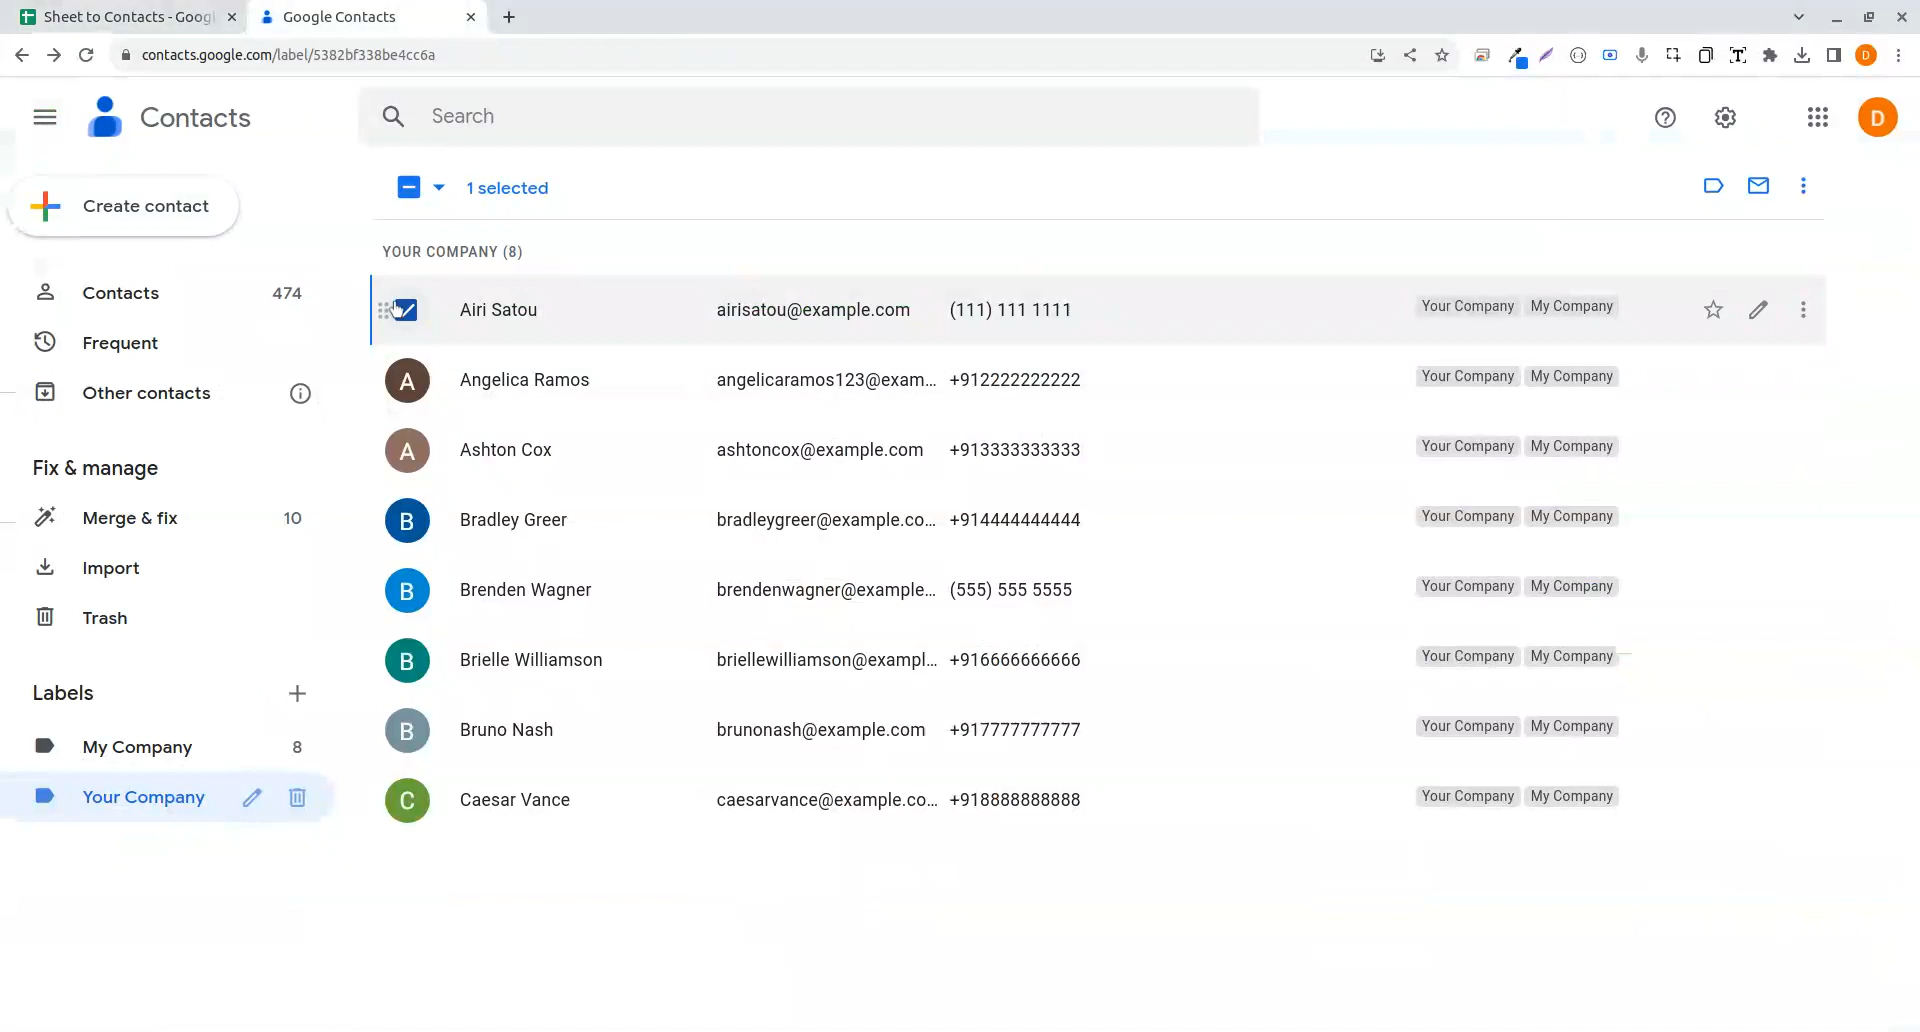 Sheet to Contacts - Goog
Google Contacts
contacts.google.com/label/5382bf338be4cc6a
D
Contacts
Search
D
Create contact
1 selected
YOUR COMPANY (8)
Contacts 474
Frequent
Other contacts
Fix & manage
Merge & fix 10
Import
Trash
Labels
My Company 8
Your Company
Airi Satou airisatou@example.com (111) 111 1111 Your Company My Company
A Angelica Ramos angelicaramos123@exam... +912222222222 Your Company My Company
A Ashton Cox ashtoncox@example.com +913333333333 Your Company My Company
B Bradley Greer bradleygreer@example.co... +914444444444 Your Company My Company
B Brenden Wagner brendenwagner@example... (555) 555 5555 Your Company My Company
B Brielle Williamson briellewilliamson@exampl... +916666666666 Your Company My Company
B Bruno Nash brunonash@example.com +917777777777 Your Company My Company
C Caesar Vance caesarvance@example.co... +918888888888 Your Company My Company